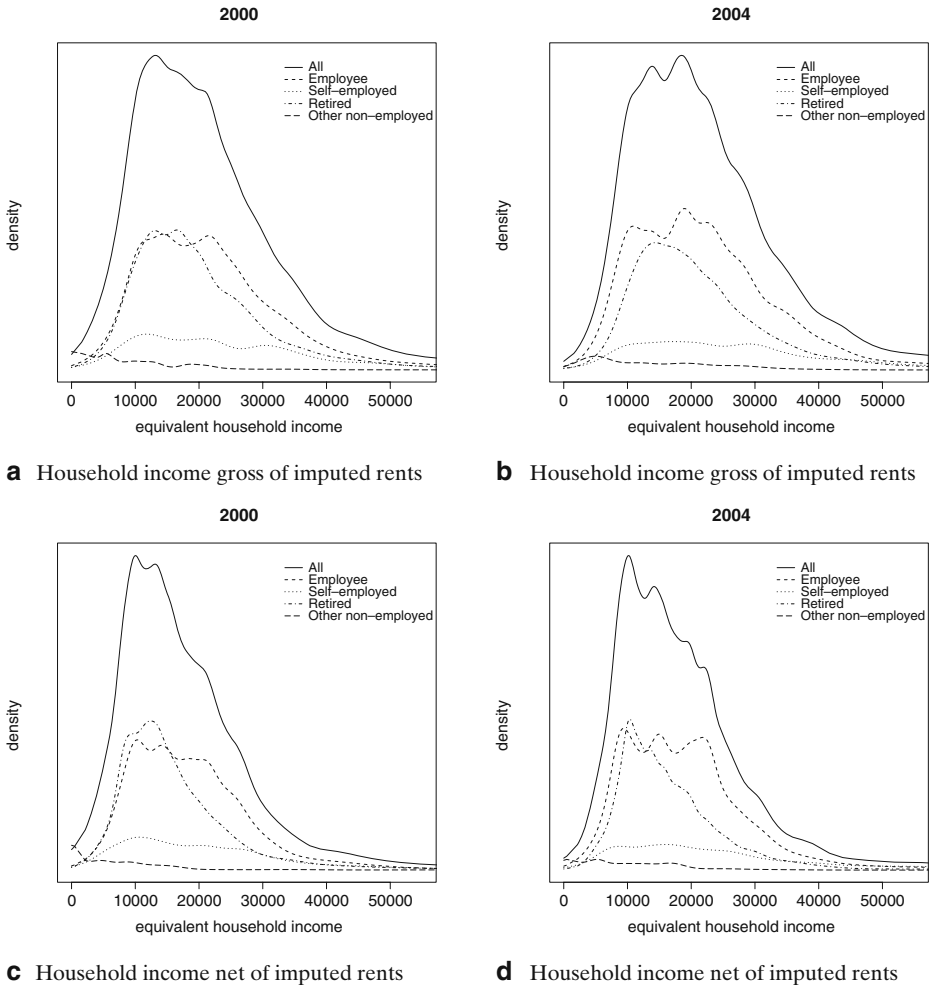 2000
density
All
Employee
Self–employed
Retired
Other non–employed
0 10000 20000 30000 40000 50000
equivalent household income
a Household income gross of imputed rents
2004
density
All
Employee
Self–employed
Retired
Other non–employed
0 10000 20000 30000 40000 50000
equivalent household income
b Household income gross of imputed rents
2000
density
All
Employee
Self–employed
Retired
Other non–employed
0 10000 20000 30000 40000 50000
equivalent household income
c Household income net of imputed rents
2004
density
All
Employee
Self–employed
Retired
Other non–employed
0 10000 20000 30000 40000 50000
equivalent household income
d Household income net of imputed rents